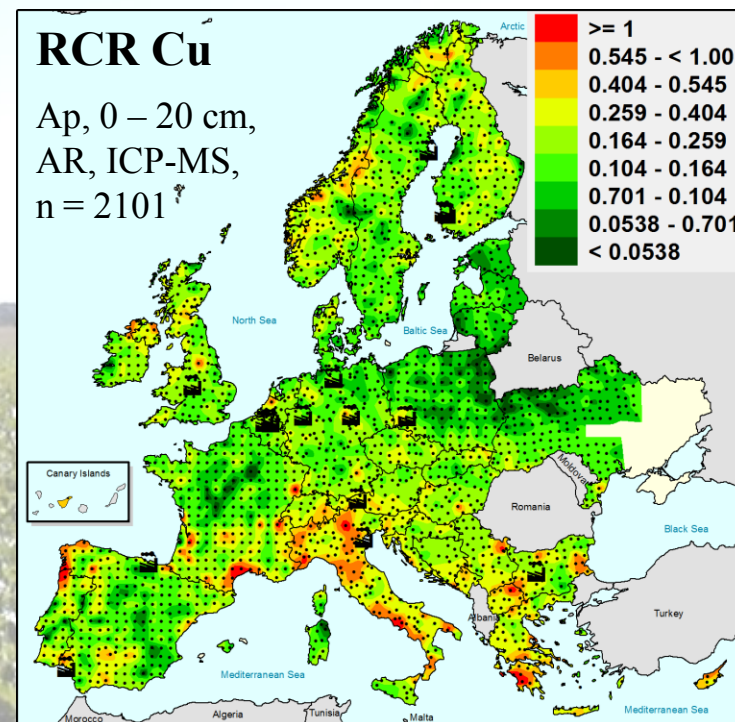 RCR Cu
Ap, 0 – 20 cm,
AR, ICP-MS,
n = 2101
>= 1
0.545 - < 1.00
0.404 - 0.545
0.259 - 0.404
0.164 - 0.259
0.104 - 0.164
0.701 - 0.104
0.0538 - 0.701
< 0.0538
Arctic
North Sea
Baltic Sea
Belarus
Canary Islands
Moldova
Romania
Black Sea
Albania
Turkey
Mediterranean Sea
Mediterranean Sea
Morocco
Algeria
Tunisia
Malta